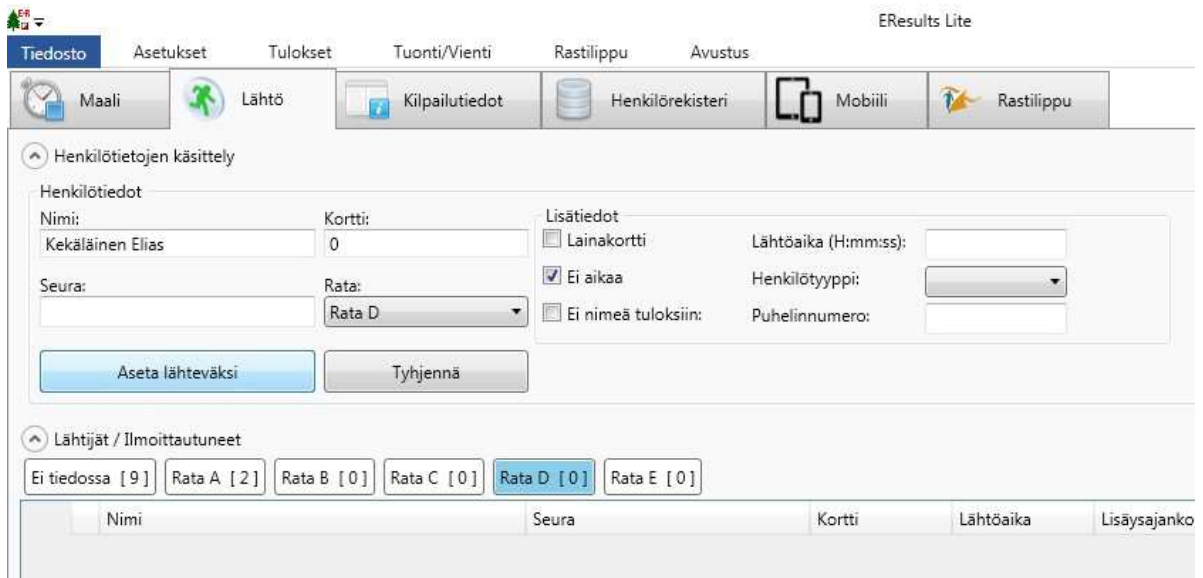 EResults Lite
Tiedosto Asetukset Tulokset Tuonti/Vienti Rastilippu Avustus
Maali Lähtö Kilpailutiedot Henkilörekisteri Mobiili Rastilippu
Henkilötietojen käsittely
Henkilötiedot
Nimi: Kortti: Lisätiedot
Kekäläinen Elias 0 Lainakortti Lähtöaika (H:mm:ss):
Seura: Rata: Ei aikaa Henkilötyyppi:
Rata D Ei nimeä tuloksiin: Puhelinnumero:
Aseta lähteväksi Tyhjennä
Lähtijät / Ilmoittautuneet
Ei tiedossa [ 9 ] Rata A [ 2 ] Rata B [ 0 ] Rata C [ 0 ] Rata D [ 0 ] Rata E [ 0 ]
Nimi Seura Kortti Lähtöaika Lisäysajanko